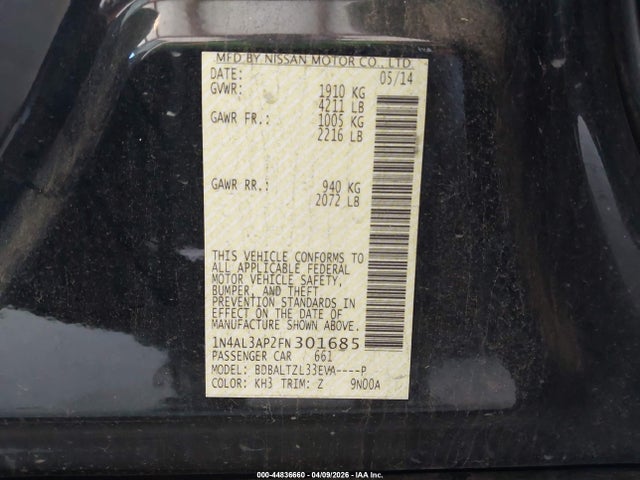 MFD BY NISSAN MOTOR CO., LTD.
DATE: 05/14
GVWR: 1910 KG
4211 LB
GAWR FR.: 1005 KG
2216 LB
GAWR RR.: 940 KG
2072 LB
THIS VEHICLE CONFORMS TO
ALL APPLICABLE FEDERAL
MOTOR VEHICLE SAFETY,
BUMPER, AND THEFT
PREVENTION STANDARDS IN
EFFECT ON THE DATE OF
MANUFACTURE SHOWN ABOVE.
1N4AL3AP2FN301685
PASSENGER CAR 661
MODEL: BDBALTZL33EVA----P
COLOR: KH3 TRIM: Z 9N00A
000-44836660 - 04/09/2026 - IAA Inc.